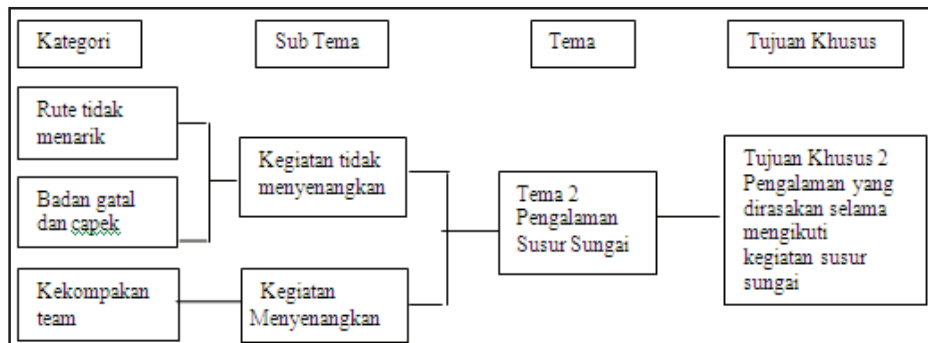 Kategori
Sub Tema
Tema
Tujuan Khusus
Rute tidak
menarik
Badan gatal
dan capek
Kekompakan
team
Kegiatan tidak
menyenangkan
Kegiatan
Menyenangkan
Tema 2
Pengalaman
Susur Sungai
Tujuan Khusus 2
Pengalaman yang
dirasakan selama
mengikuti
kegiatan susur
sungai